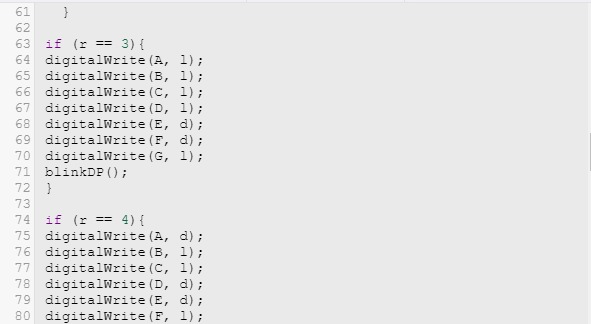 61 }
62
63 if (r == 3){
64 digitalWrite(A, l);
65 digitalWrite(B, l);
66 digitalWrite(C, l);
67 digitalWrite(D, l);
68 digitalWrite(E, d);
69 digitalWrite(F, d);
70 digitalWrite(G, l);
71 blinkDP();
72 }
73
74 if (r == 4){
75 digitalWrite(A, d);
76 digitalWrite(B, l);
77 digitalWrite(C, l);
78 digitalWrite(D, d);
79 digitalWrite(E, d);
80 digitalWrite(F, l);